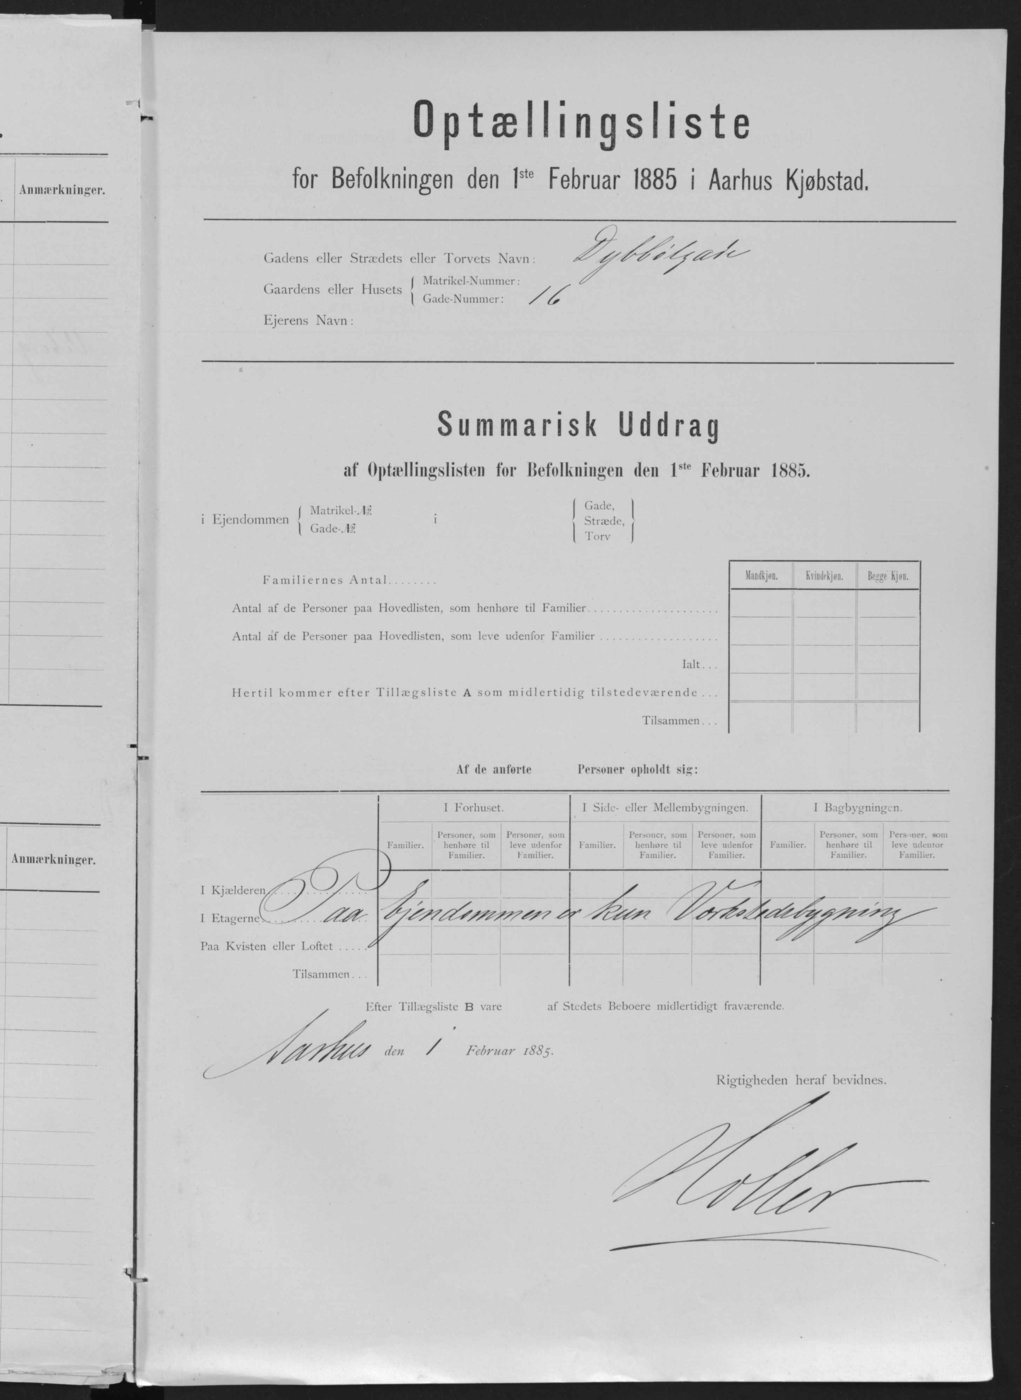 Anmærkninger.
Anmærkninger.
Optællingsliste
for Befolkningen den 1ste Februar 1885 i Aarhus Kjøbstad.
Gadens eller Strædets eller Torvets Navn: Dybbölgade
Gaardens eller Husets { Matrikel-Nummer:
Gade-Nummer: 16
Ejerens Navn:
Summarisk Uddrag
af Optællingslisten for Befolkningen den 1ste Februar 1885.
i Ejendommen { Matrikel-№ i { Gade, }
Gade-№ Stræde,
Torv
Mandkjøn. Kvindekjøn. Begge Kjøn.
Familiernes Antal........
Antal af de Personer paa Hovedlisten, som henhøre til Familier......................
Antal af de Personer paa Hovedlisten, som leve udenfor Familier....................
Ialt...
Hertil kommer efter Tillægsliste A som midlertidig tilstedeværende...
Tilsammen...
Af de anførte Personer opholdt sig:
I Forhuset. I Side- eller Mellembygningen. I Bagbygningen.
Familier. Personer, som henhøre til Familier. Personer, som leve udenfor Familier. Familier. Personer, som henhøre til Familier. Personer, som leve udenfor Familier. Familier. Personer, som henhøre til Familier. Personer, som leve udenfor Familier.
I Kjælderen..................
I Etagerne..................
Paa Ejendommen er kun Værkstedsbygning
Paa Kvisten eller Loftet.....
Tilsammen...
Efter Tillægsliste B vare af Stedets Beboere midlertidigt fraværende.
Aarhus den 1 Februar 1885.
Rigtigheden heraf bevidnes.
Holler